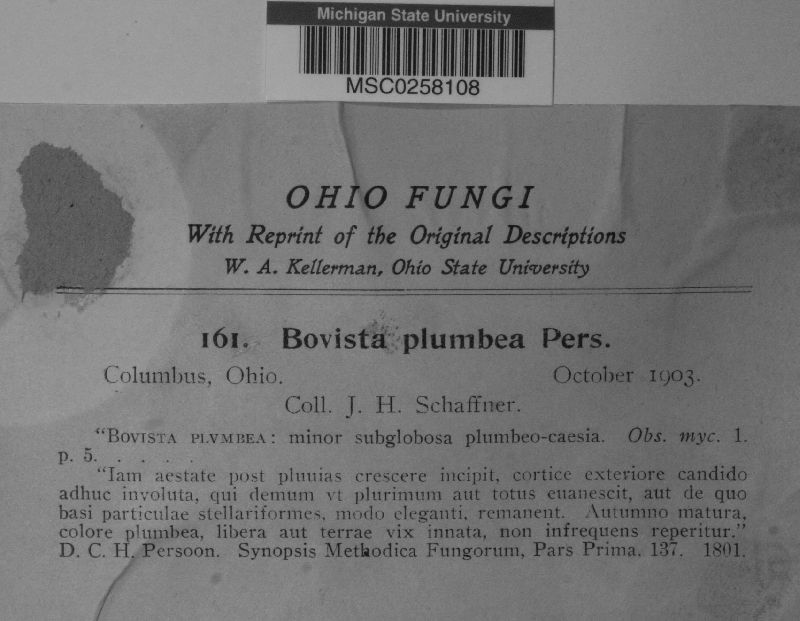 Michigan State University
MSC0258108
OHIO FUNGI
With Reprint of the Original Descriptions
W. A. Kellerman, Ohio State University
161. Bovista plumbea Pers.
Columbus, Ohio. October 1903.
Coll. J. H. Schaffner.
"BOVISTA PLVMBEA: minor subglobosa plumbeo-caesia. Obs. myc. 1.
p. 5. . . . .
"Iam aestate post pluuias crescere incipit, cortice exteriore candido
adhuc involuta, qui demum vt plurimum aut totus euanescit, aut de quo
basi particulae stellariformes, modo eleganti, remanent. Autumno matura,
colore plumbea, libera aut terrae vix innata, non infrequens reperitur."
D. C. H. Persoon. Synopsis Methodica Fungorum, Pars Prima. 137. 1801.